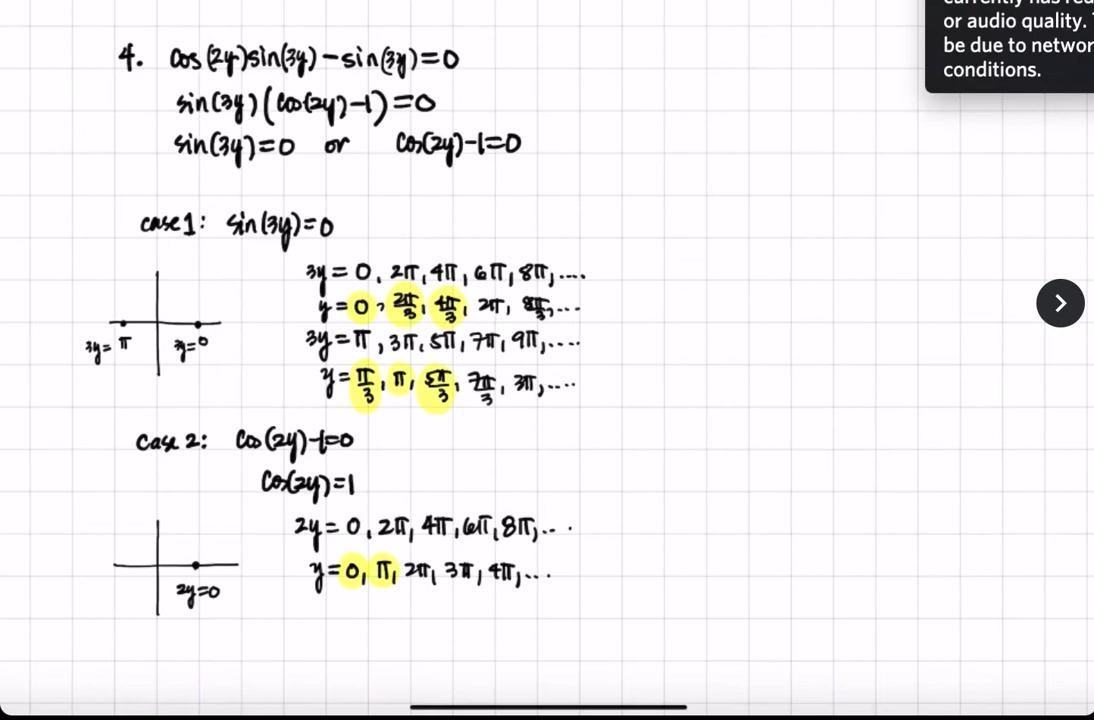 currently has red
or audio quality.
be due to networ
conditions.
4. cos(2y)sin(3y)-sin(3y)=0
sin(3y)(cos(2y)-1)=0
sin(3y)=0 or cos(2y)-1=0
case 1: sin(3y)=0
3y = 0, 2π, 4π, 6π, 8π, ....
y = 0, 2π/3, 4π/3, 2π, 8π/3, ...
3y=π 3y=0
3y=π, 3π, 5π, 7π, 9π, ....
y = π/3, π, 5π/3, 7π/3, 3π, ....
Case 2: cos(2y)-1=0
cos(2y)=1
2y = 0, 2π, 4π, 6π, 8π, ...
y = 0, π, 2π, 3π, 4π, ...
2y=0